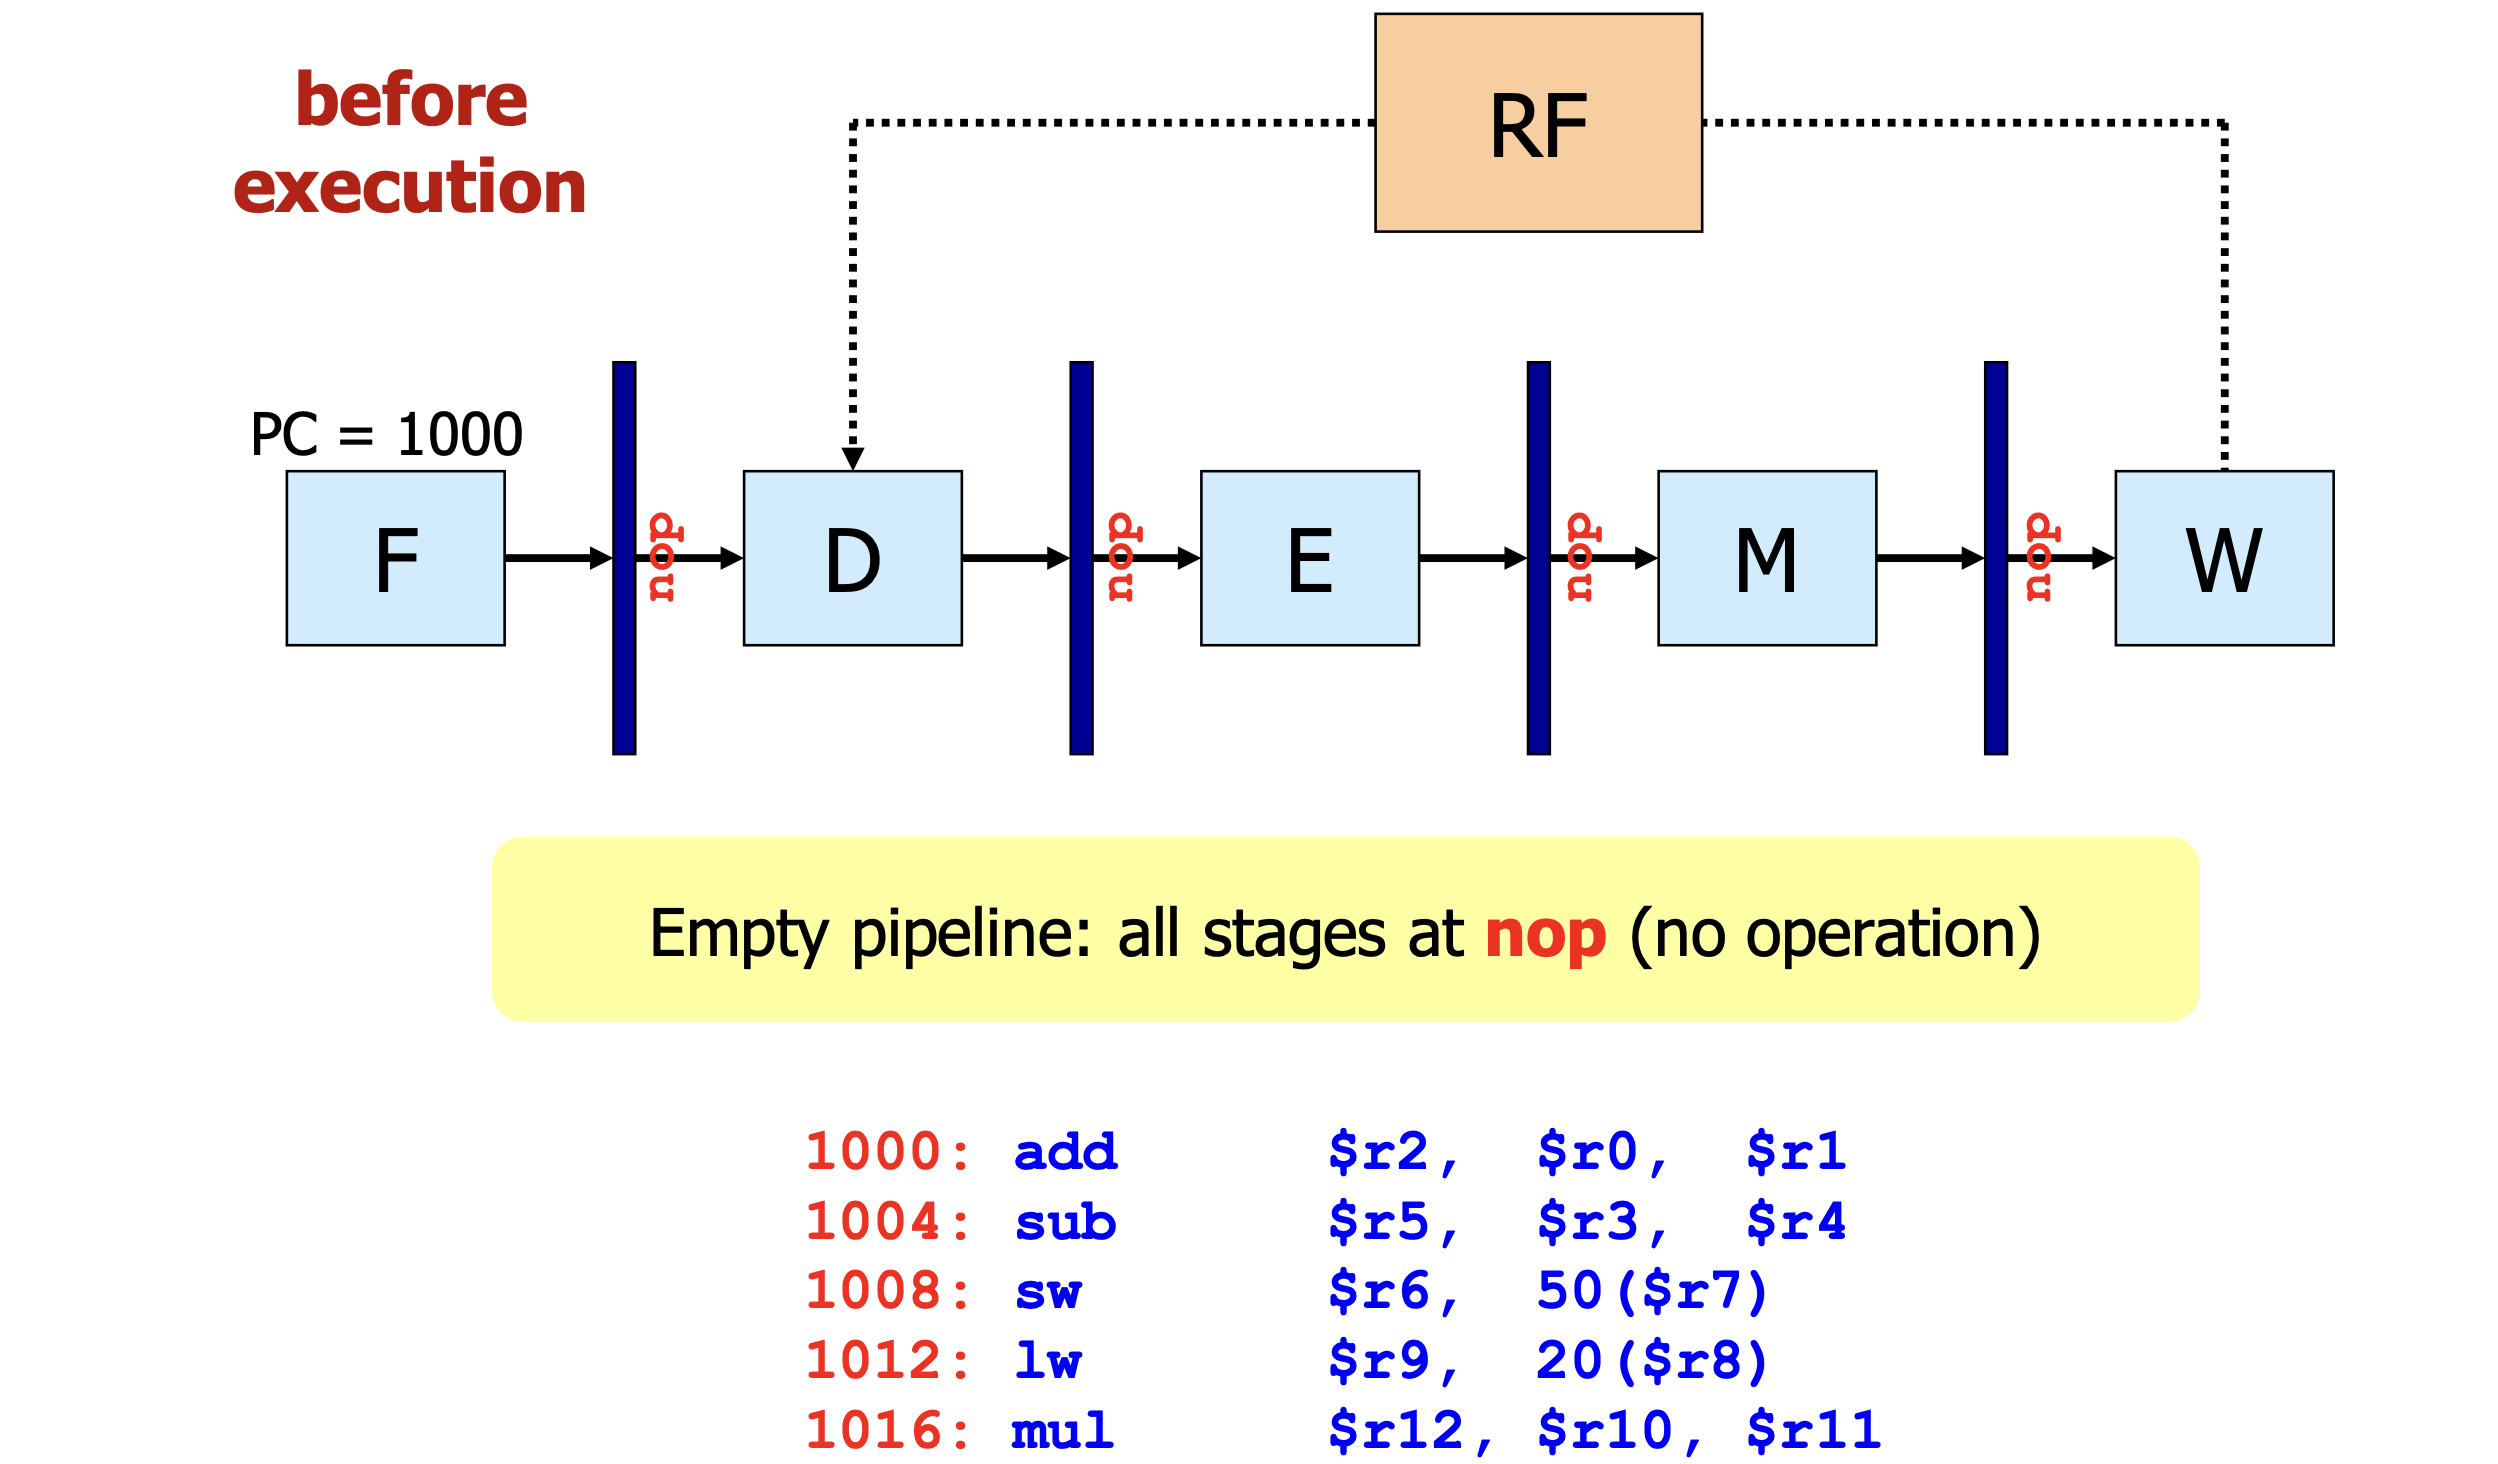 before
execution
RF
PC = 1000
F
nop
D
nop
E
nop
M
nop
W
Empty pipeline: all stages at nop (no operation)
1000: add $r2, $r0, $r1
1004: sub $r5, $r3, $r4
1008: sw $r6, 50($r7)
1012: lw $r9, 20($r8)
1016: mul $r12, $r10, $r11